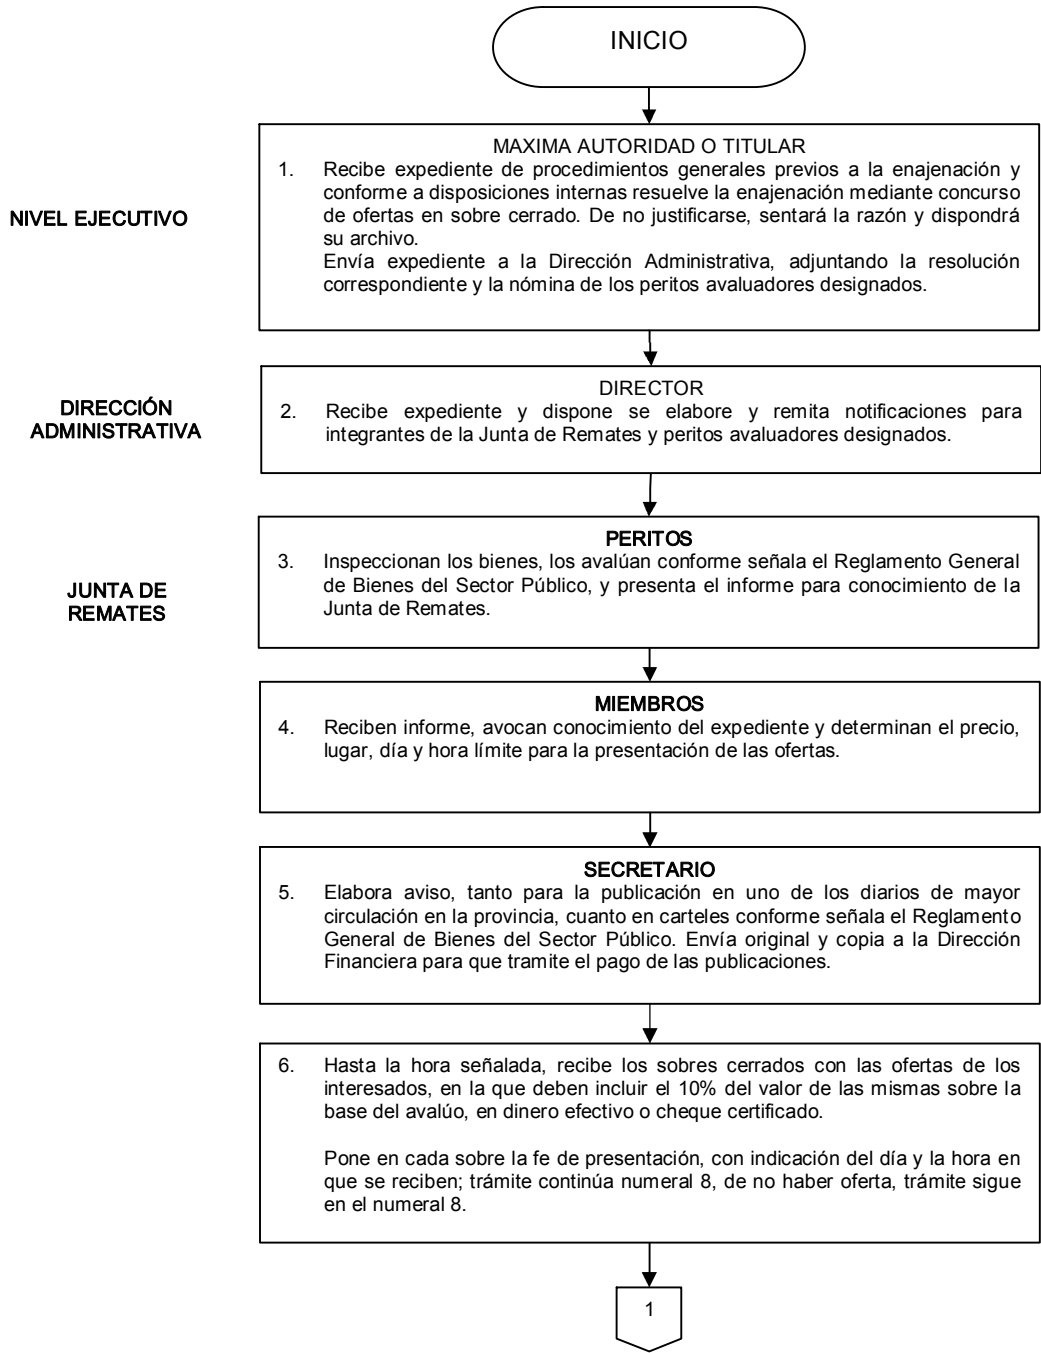 INICIO
MAXIMA AUTORIDAD O TITULAR
1. Recibe expediente de procedimientos generales previos a la enajenación y
conforme a disposiciones internas resuelve la enajenación mediante concurso
de ofertas en sobre cerrado. De no justificarse, sentará la razón y dispondrá
su archivo.
Envía expediente a la Dirección Administrativa, adjuntando la resolución
correspondiente y la nómina de los peritos avaluadores designados.
NIVEL EJECUTIVO
DIRECTOR
2. Recibe expediente y dispone se elabore y remita notificaciones para
integrantes de la Junta de Remates y peritos avaluadores designados.
DIRECCIÓN
ADMINISTRATIVA
PERITOS
3. Inspeccionan los bienes, los avalúan conforme señala el Reglamento General
de Bienes del Sector Público, y presenta el informe para conocimiento de la
Junta de Remates.
JUNTA DE
REMATES
MIEMBROS
4. Reciben informe, avocan conocimiento del expediente y determinan el precio,
lugar, día y hora límite para la presentación de las ofertas.
SECRETARIO
5. Elabora aviso, tanto para la publicación en uno de los diarios de mayor
circulación en la provincia, cuanto en carteles conforme señala el Reglamento
General de Bienes del Sector Público. Envía original y copia a la Dirección
Financiera para que tramite el pago de las publicaciones.
6. Hasta la hora señalada, recibe los sobres cerrados con las ofertas de los
interesados, en la que deben incluir el 10% del valor de las mismas sobre la
base del avalúo, en dinero efectivo o cheque certificado.
Pone en cada sobre la fe de presentación, con indicación del día y la hora en
que se reciben; trámite continúa numeral 8, de no haber oferta, trámite sigue
en el numeral 8.
1